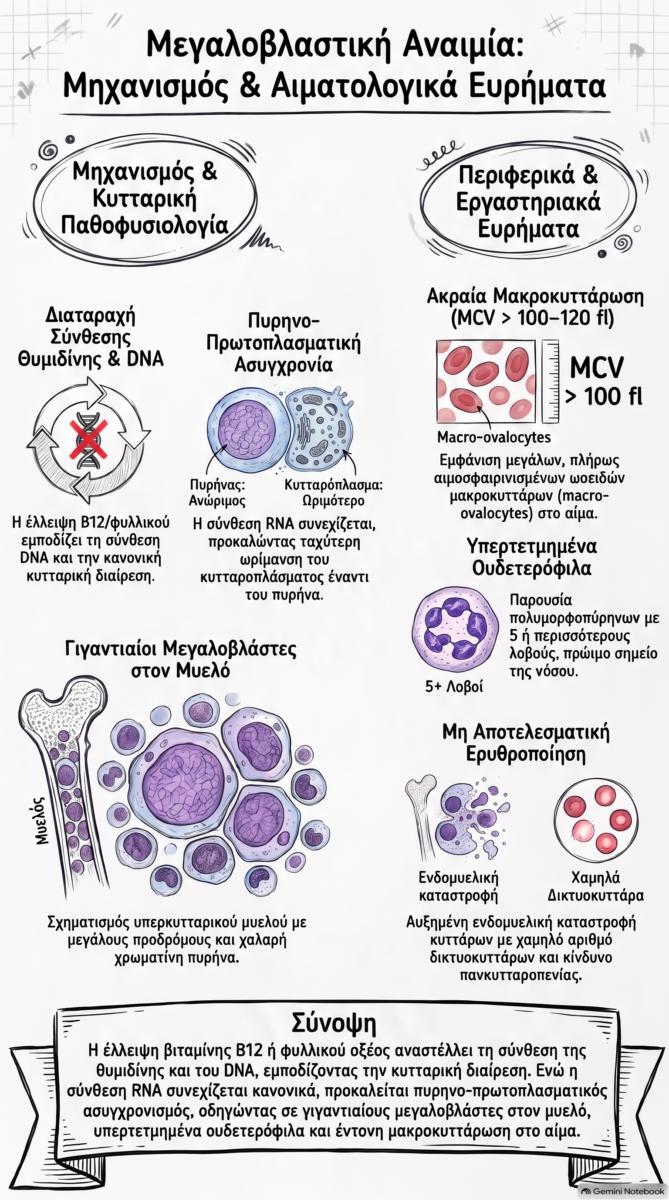 Μεγαλοβλαστική Αναιμία:
Μηχανισμός & Αιματολογικά Ευρήματα
Μηχανισμός &
Κυτταρική
Παθοφυσιολογία
Διαταραχή
Σύνθεσης
Θυμιδίνης & DNA
Η έλλειψη B12/φυλλικού
εμποδίζει τη σύνθεση
DNA και την κανονική
κυτταρική διαίρεση.
Πυρηνο-
Πρωτοπλασματική
Ασυγχρονία
Πυρήνας:
Ανώριμος
Κυτταρόπλασμα:
Ωριμότερο
Η σύνθεση RNA συνεχίζεται,
προκαλώντας ταχύτερη
ωρίμανση του
κυτταροπλάσματος έναντι
του πυρήνα.
Γιγαντιαίοι Μεγαλοβλάστες
στον Μυελό
Μυελός
Σχηματισμός υπερκυτταρικού μυελού με
μεγάλους προδρόμους και χαλαρή
χρωματίνη πυρήνα.
Περιφερικά &
Εργαστηριακά
Ευρήματα
Ακραία Μακροκυττάρωση
(MCV > 100–120 fl)
MCV
> 100 fl
Macro-ovalocytes
Εμφάνιση μεγάλων, πλήρως
αιμοσφαιρινισμένων ωοειδών
μακροκυττάρων (macro-
ovalocytes) στο αίμα.
Υπερτετμημένα
Ουδετερόφιλα
5+ Λοβοί
Παρουσία
πολυμορφοπύρηνων με
5 ή περισσότερους
λοβούς, πρώιμο σημείο
της νόσου.
Μη Αποτελεσματική
Ερυθροποίηση
Ενδομυελική
καταστροφή
Χαμηλά
Δικτυοκυττάρα
Αυξημένη ενδομυελική καταστροφή
κυττάρων με χαμηλό αριθμό
δικτυοκυττάρων και κίνδυνο
πανκυτταροπενίας.
Σύνοψη
Η έλλειψη βιταμίνης B12 ή φυλλικού οξέος αναστέλλει τη σύνθεση της
θυμιδίνης και του DNA, εμποδίζοντας την κυτταρική διαίρεση. Ενώ η
σύνθεση RNA συνεχίζεται κανονικά, προκαλείται πυρηνο-πρωτοπλασματικός
ασυγχρονισμός, οδηγώντας σε γιγαντιαίους μεγαλοβλάστες στον μυελό,
υπερτετμημένα ουδετερόφιλα και έντονη μακροκυττάρωση στο αίμα.
Gemini Notebook